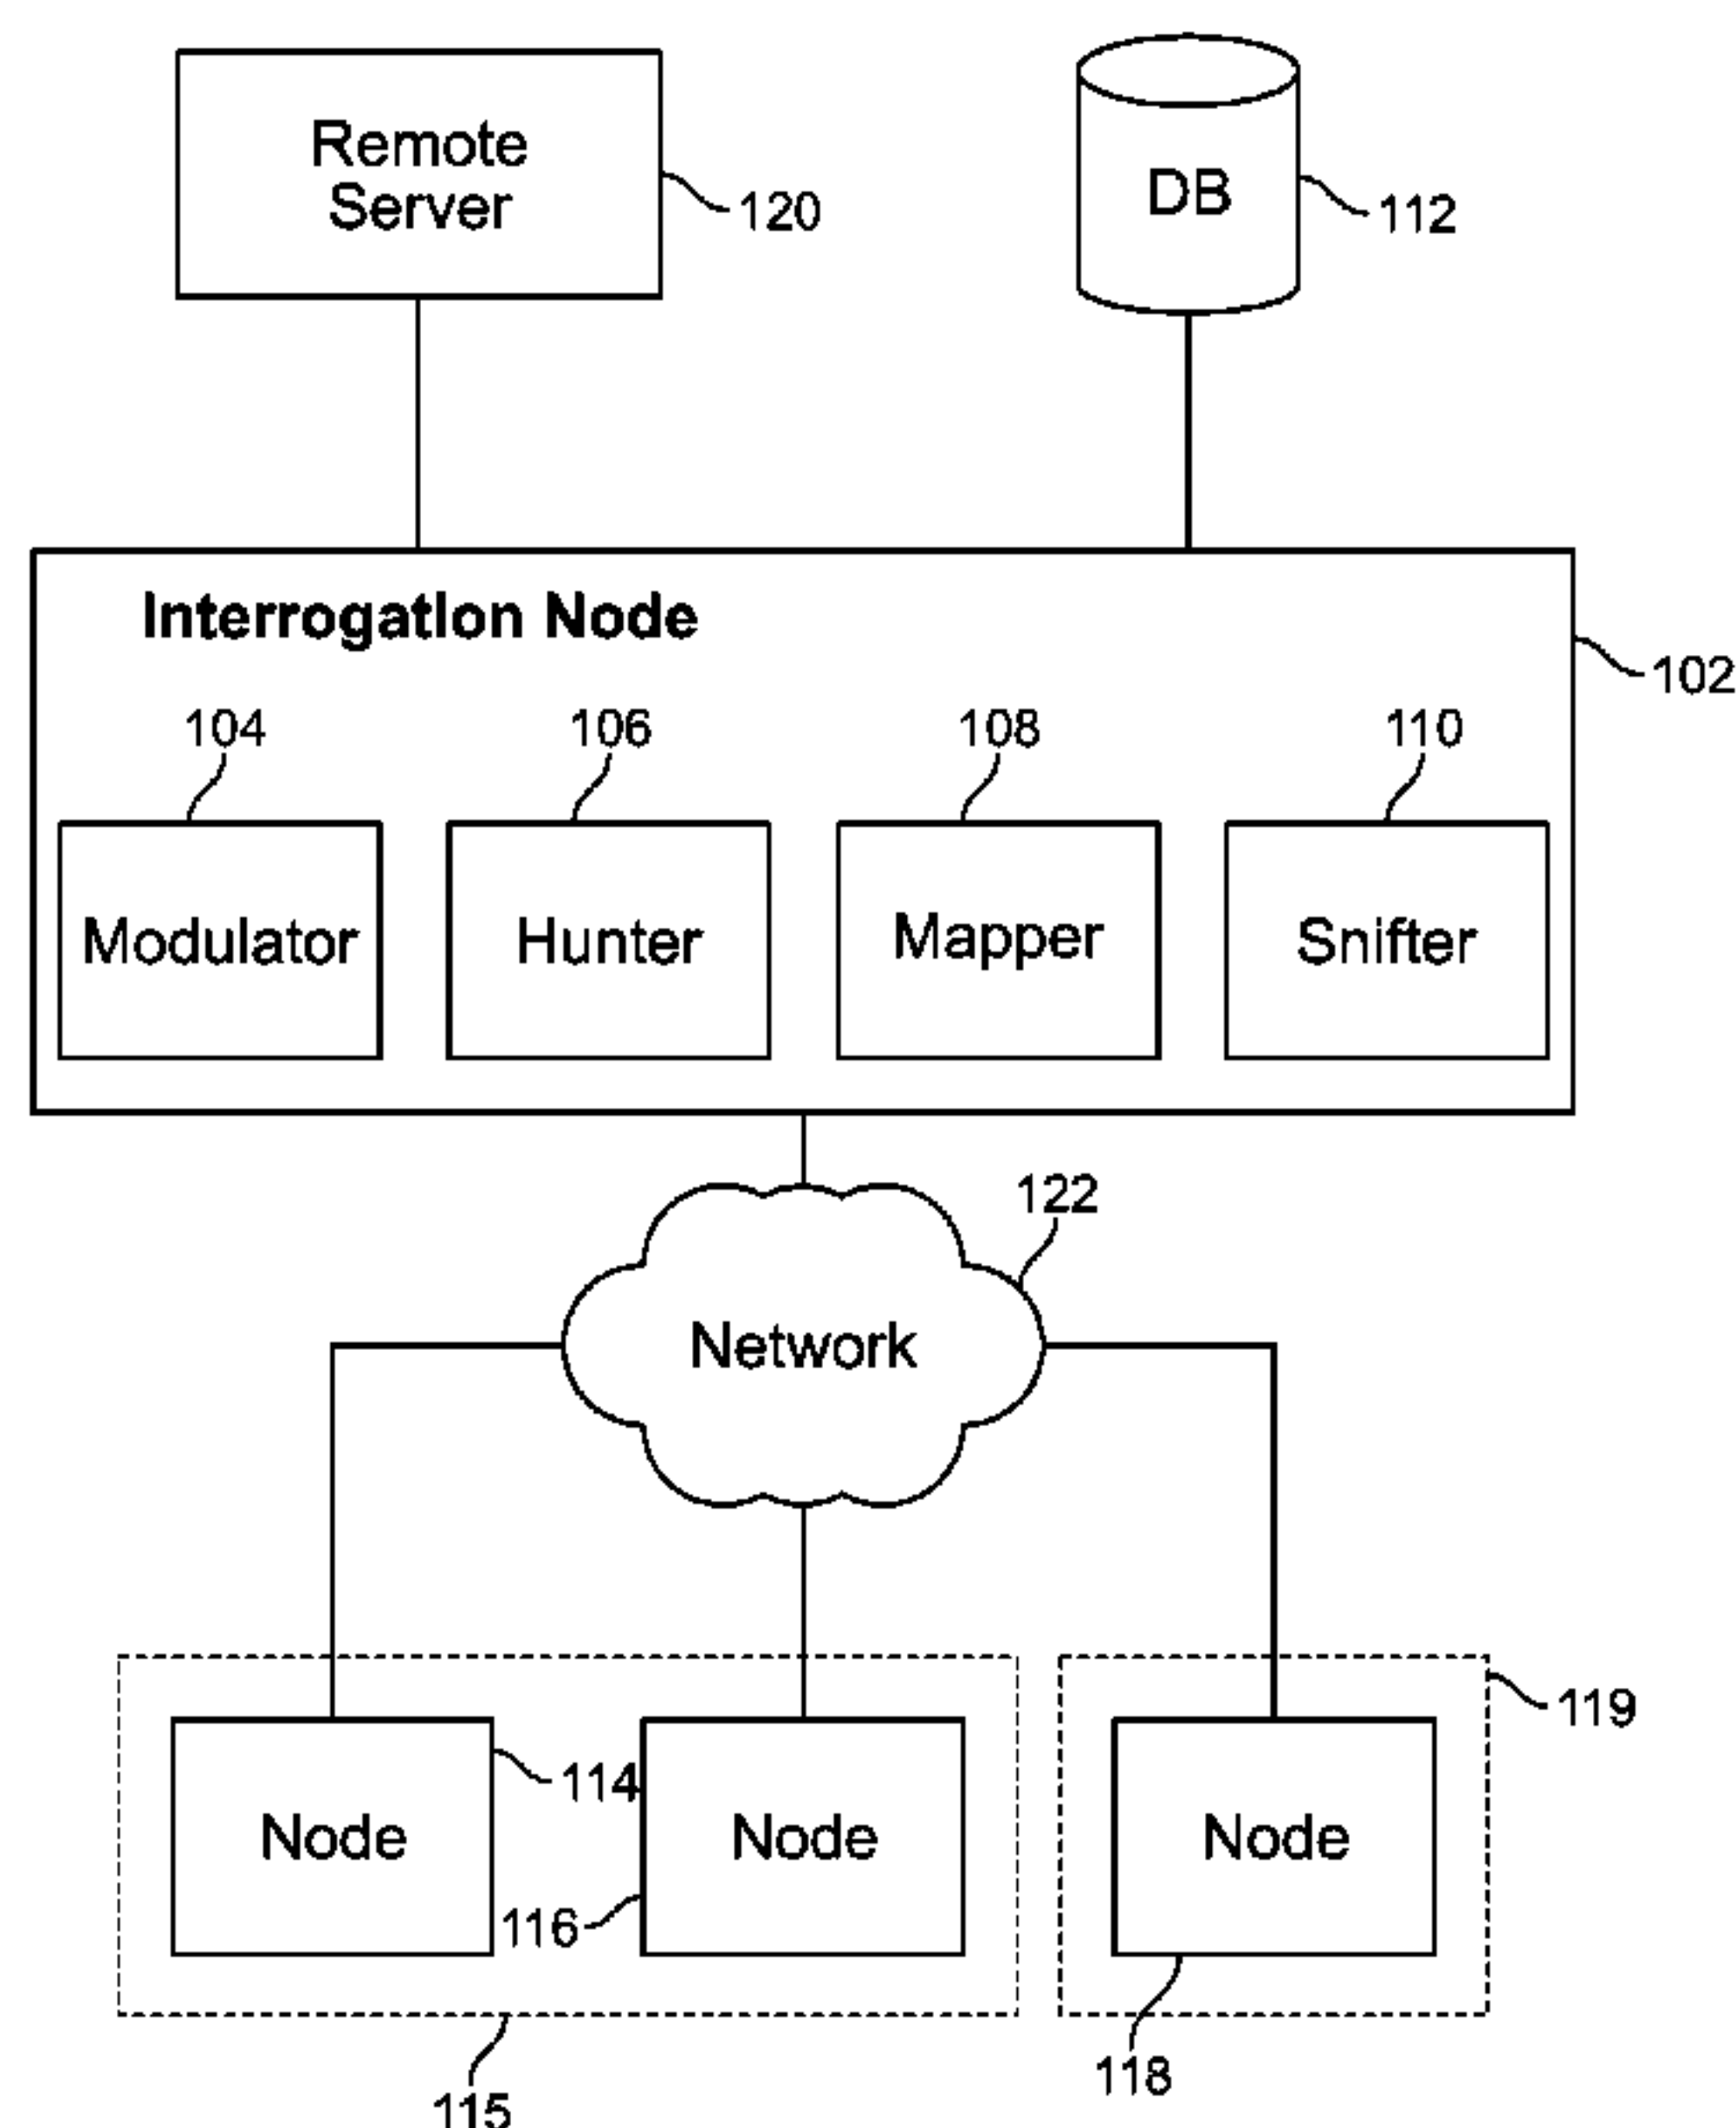 Remote
Server
120
DB
112
Interrogation Node
102
104
106
108
110
Modulator
Hunter
Mapper
Snifter
122
Network
119
114
Node
Node
Node
116
118
115